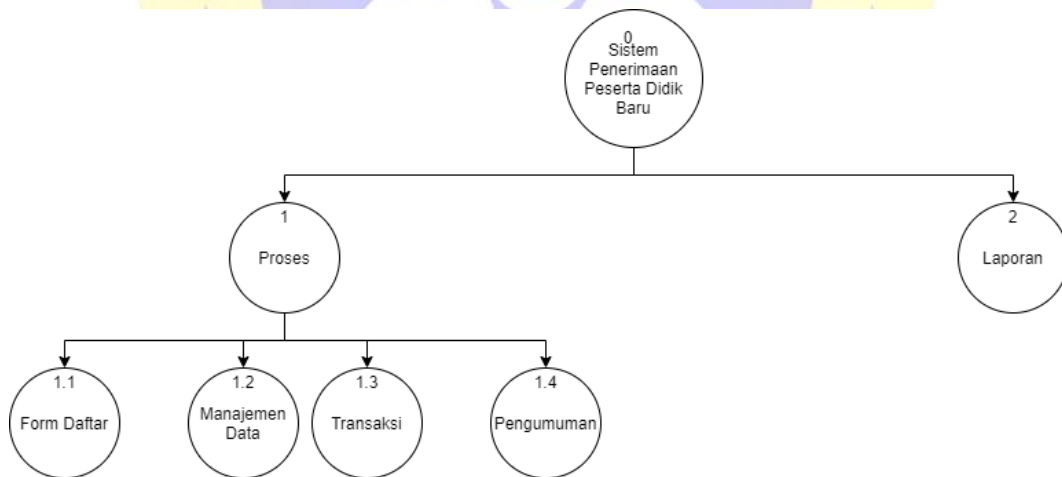 0
Sistem
Penerimaan
Peserta Didik
Baru
1
Proses
2
Laporan
1.1
Form Daftar
1.2
Manajemen
Data
1.3
Transaksi
1.4
Pengumuman